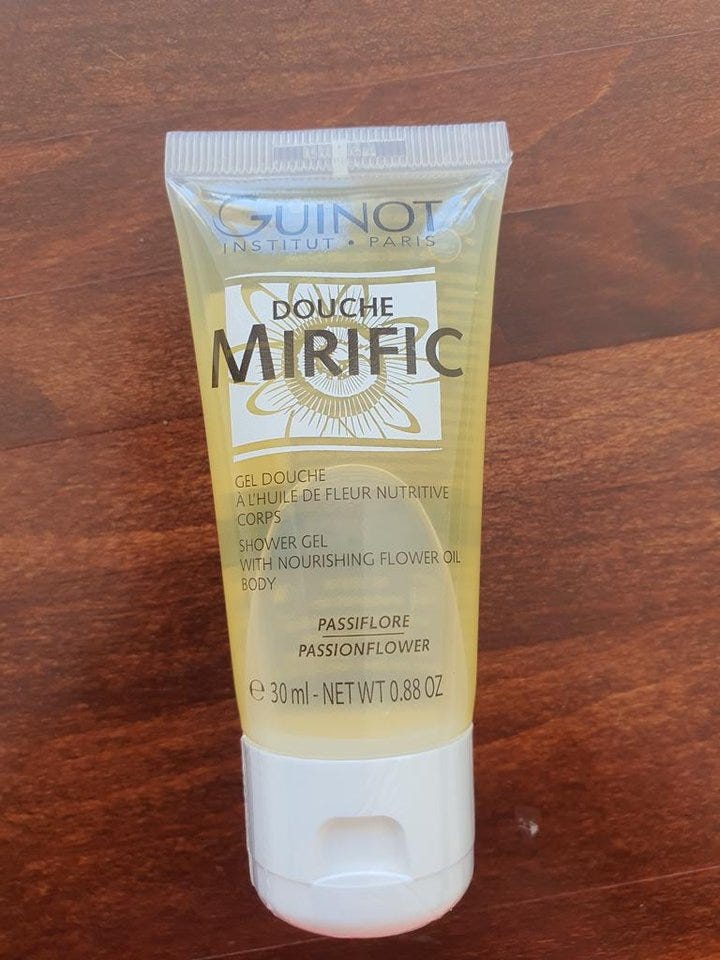 GUINOT
INSTITUT • PARIS
DOUCHE
MIRIFIC
GEL DOUCHE
À L'HUILE DE FLEUR NUTRITIVE
CORPS
SHOWER GEL
WITH NOURISHING FLOWER OIL
BODY
PASSIFLORE
PASSIONFLOWER
℮ 30 ml - NET WT 0.88 OZ